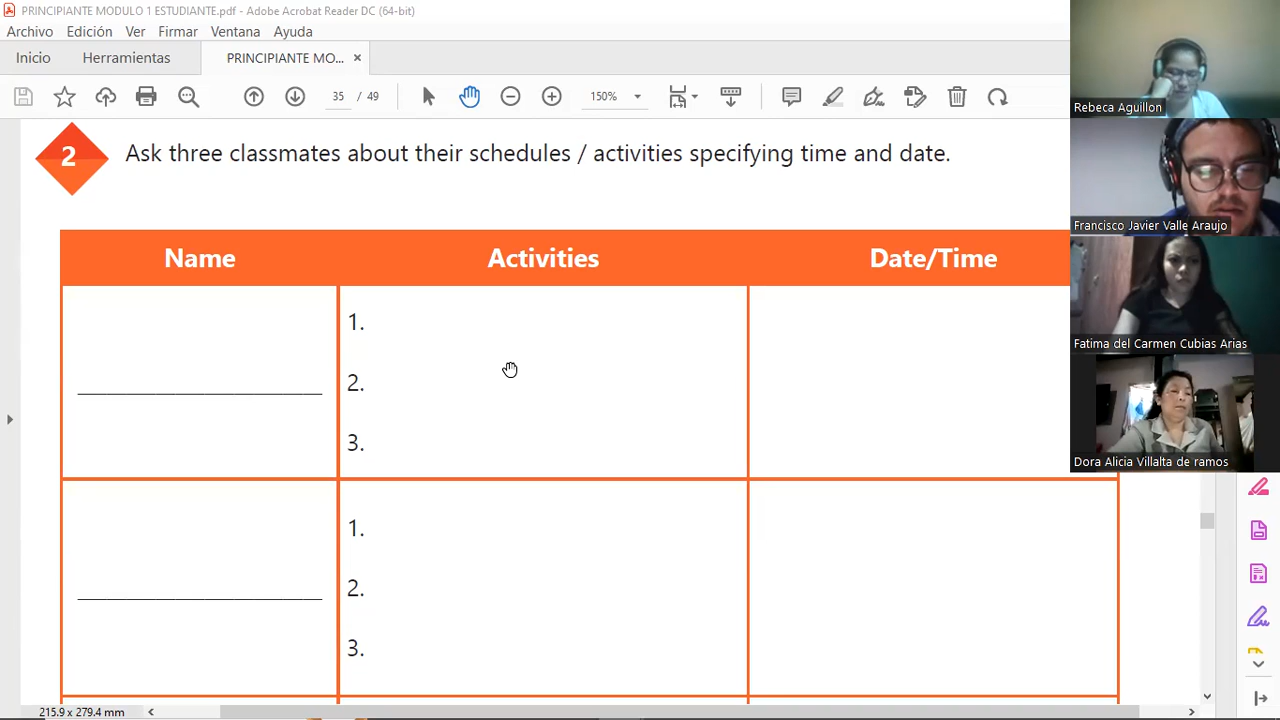 PRINCIPIANTE MODULO 1 ESTUDIANTE.pdf - Adobe Acrobat Reader DC (64-bit)
Archivo Edición Ver Firmar Ventana Ayuda
Inicio Herramientas PRINCIPIANTE MO... ×
35 / 49 150%
2 Ask three classmates about their schedules / activities specifying time and date.
Name Activities Date/Time
1.
2.
3.
1.
2.
3.
215.9 x 279.4 mm
Rebeca Aguillon
Francisco Javier Valle Araujo
Fatima del Carmen Cubias Arias
Dora Alicia Villalta de ramos